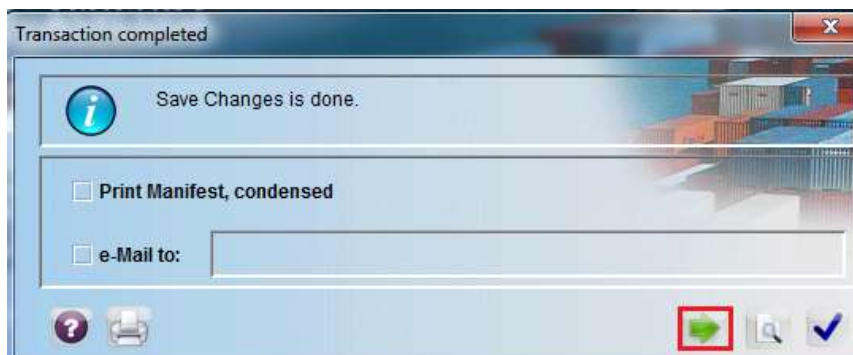 Transaction completed
Save Changes is done.
Print Manifest, condensed
e-Mail to: